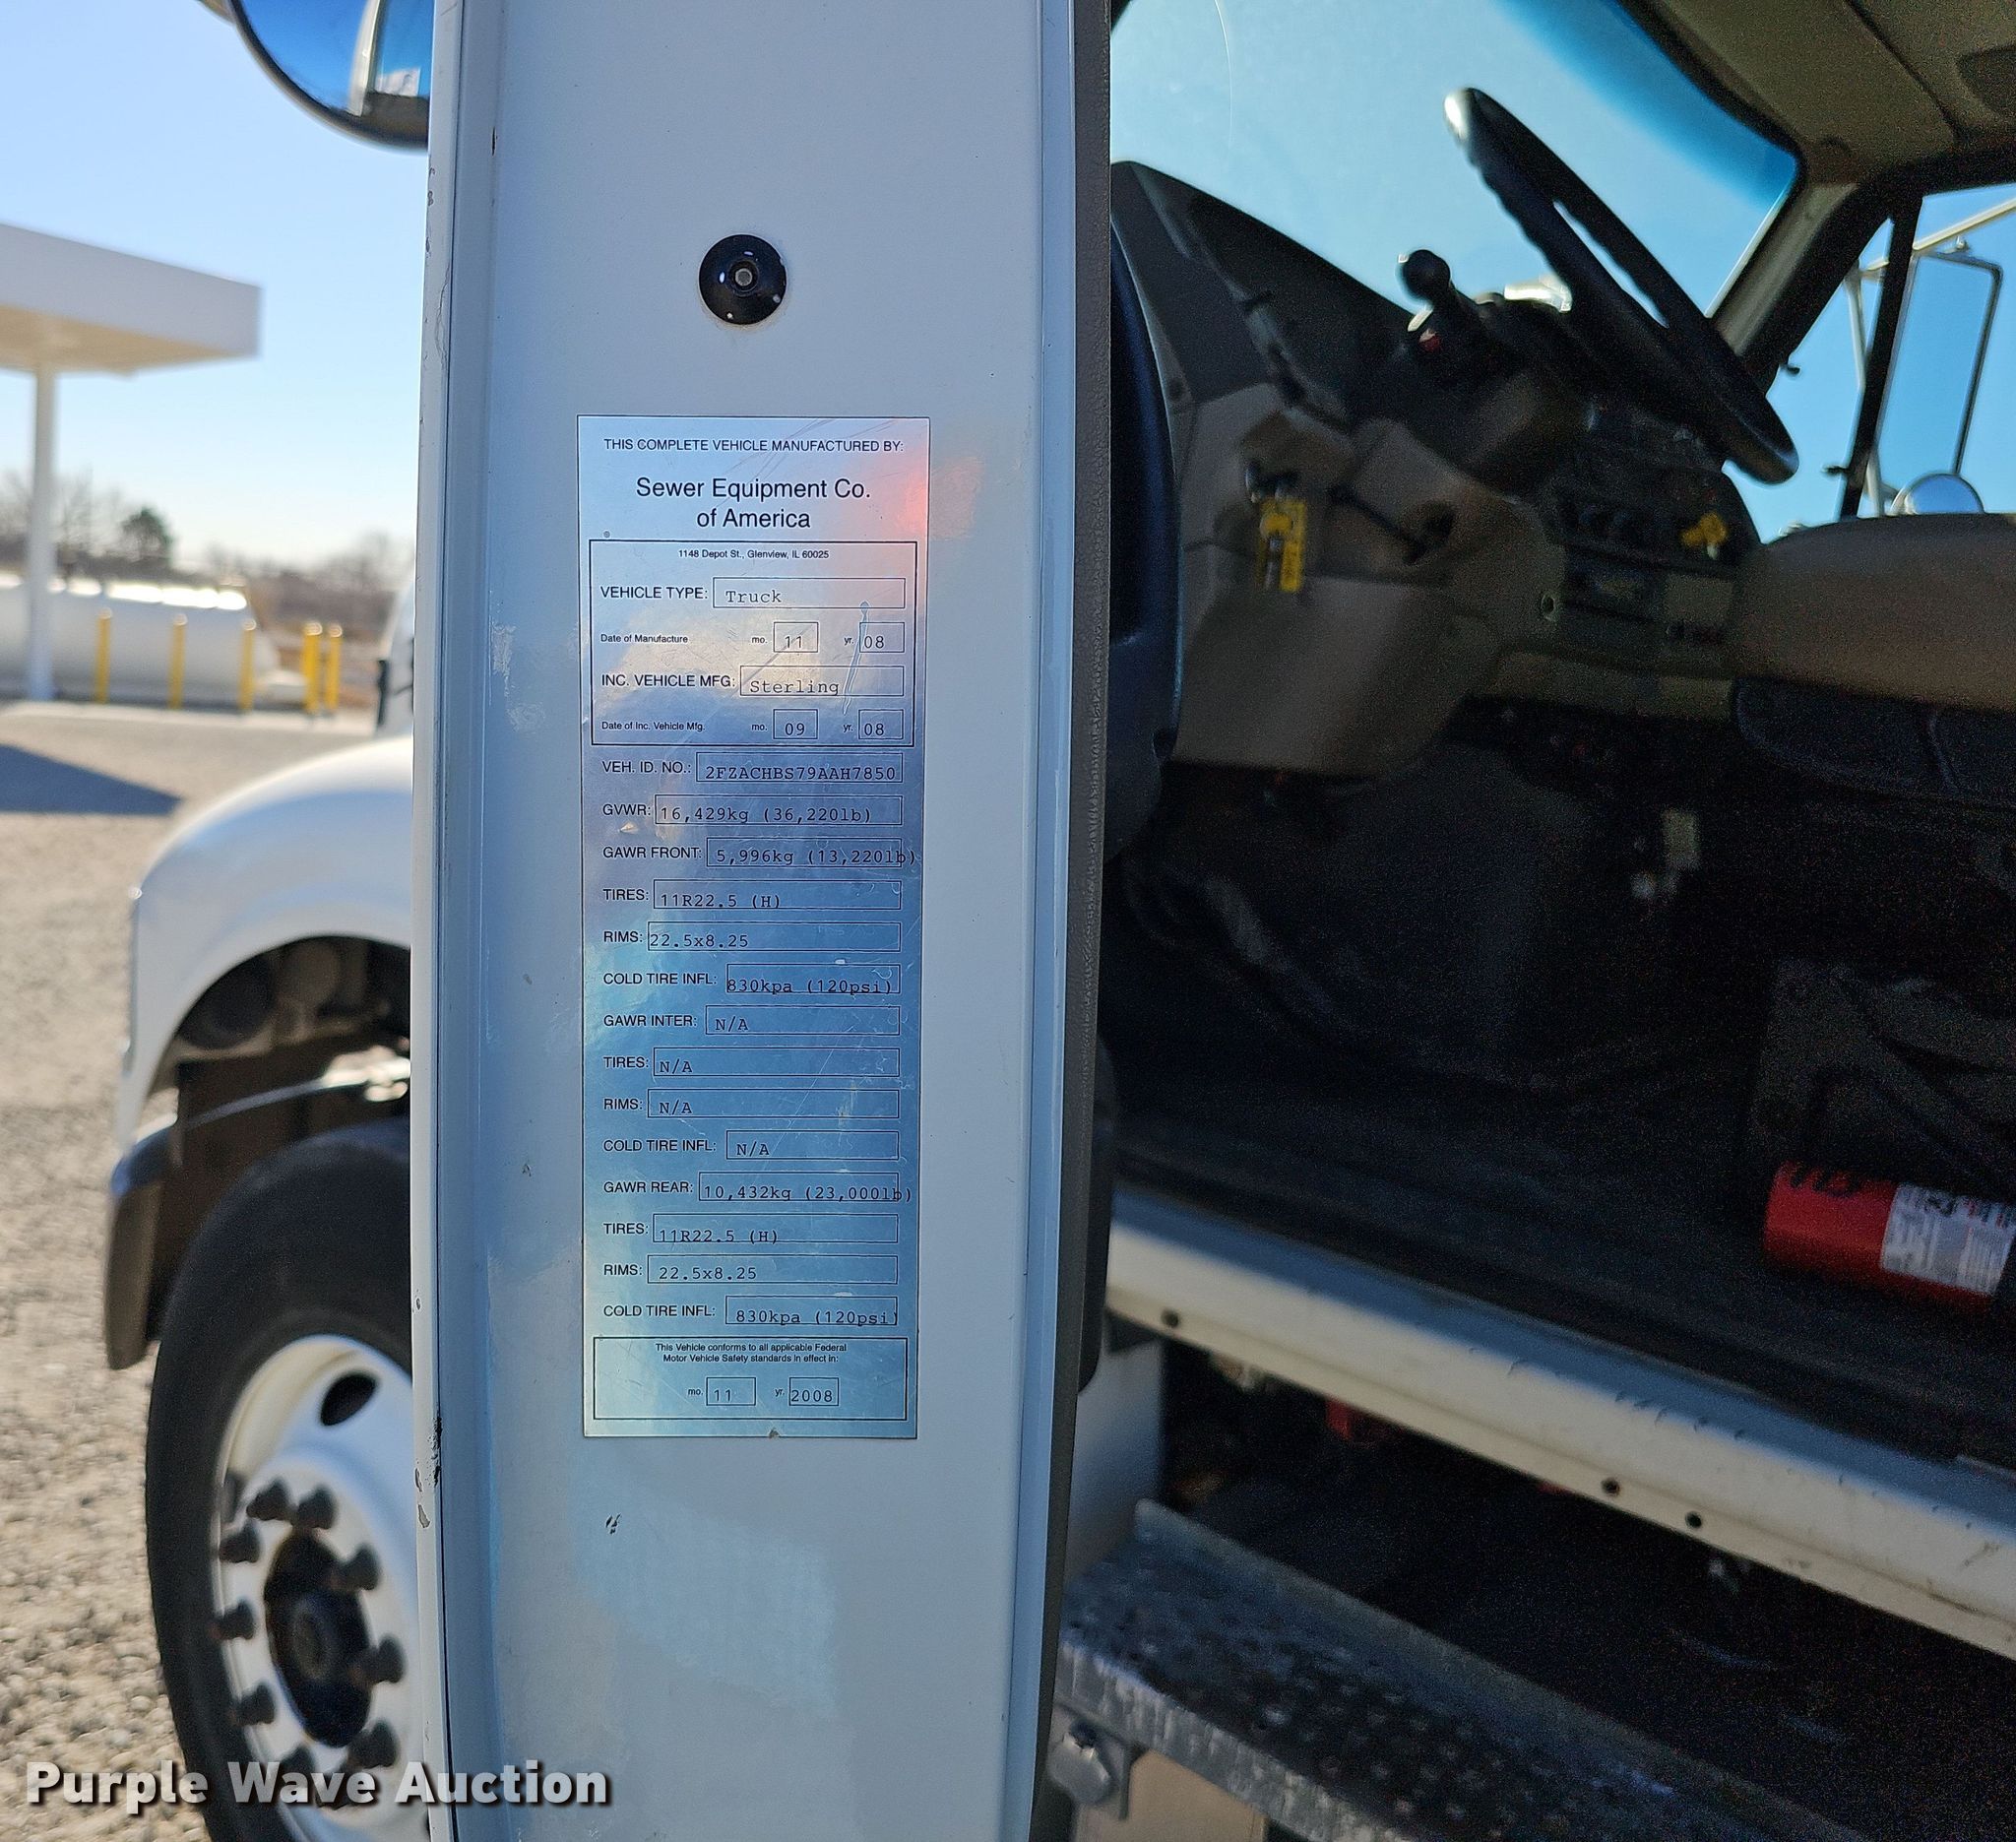 THIS COMPLETE VEHICLE MANUFACTURED BY:
Sewer Equipment Co.
of America
1148 Depot St., Glenview, IL 60025
VEHICLE TYPE: Truck
Date of Manufacture mo. 11 yr. 08
INC. VEHICLE MFG: Sterling
Date of Inc. Vehicle Mfg. mo. 09 yr. 08
VEH. ID. NO.: 2FZACHBS79AAH7850
GVWR: 16,429kg (36,220lb)
GAWR FRONT: 5,996kg (13,220lb)
TIRES: 11R22.5 (H)
RIMS: 22.5x8.25
COLD TIRE INFL: 830kpa (120psi)
GAWR INTER: N/A
TIRES: N/A
RIMS: N/A
COLD TIRE INFL: N/A
GAWR REAR: 10,432kg (23,000lb)
TIRES: 11R22.5 (H)
RIMS: 22.5x8.25
COLD TIRE INFL: 830kpa (120psi)
This Vehicle conforms to all applicable Federal
Motor Vehicle Safety standards in effect in:
mo. 11 yr. 2008
Purple Wave Auction